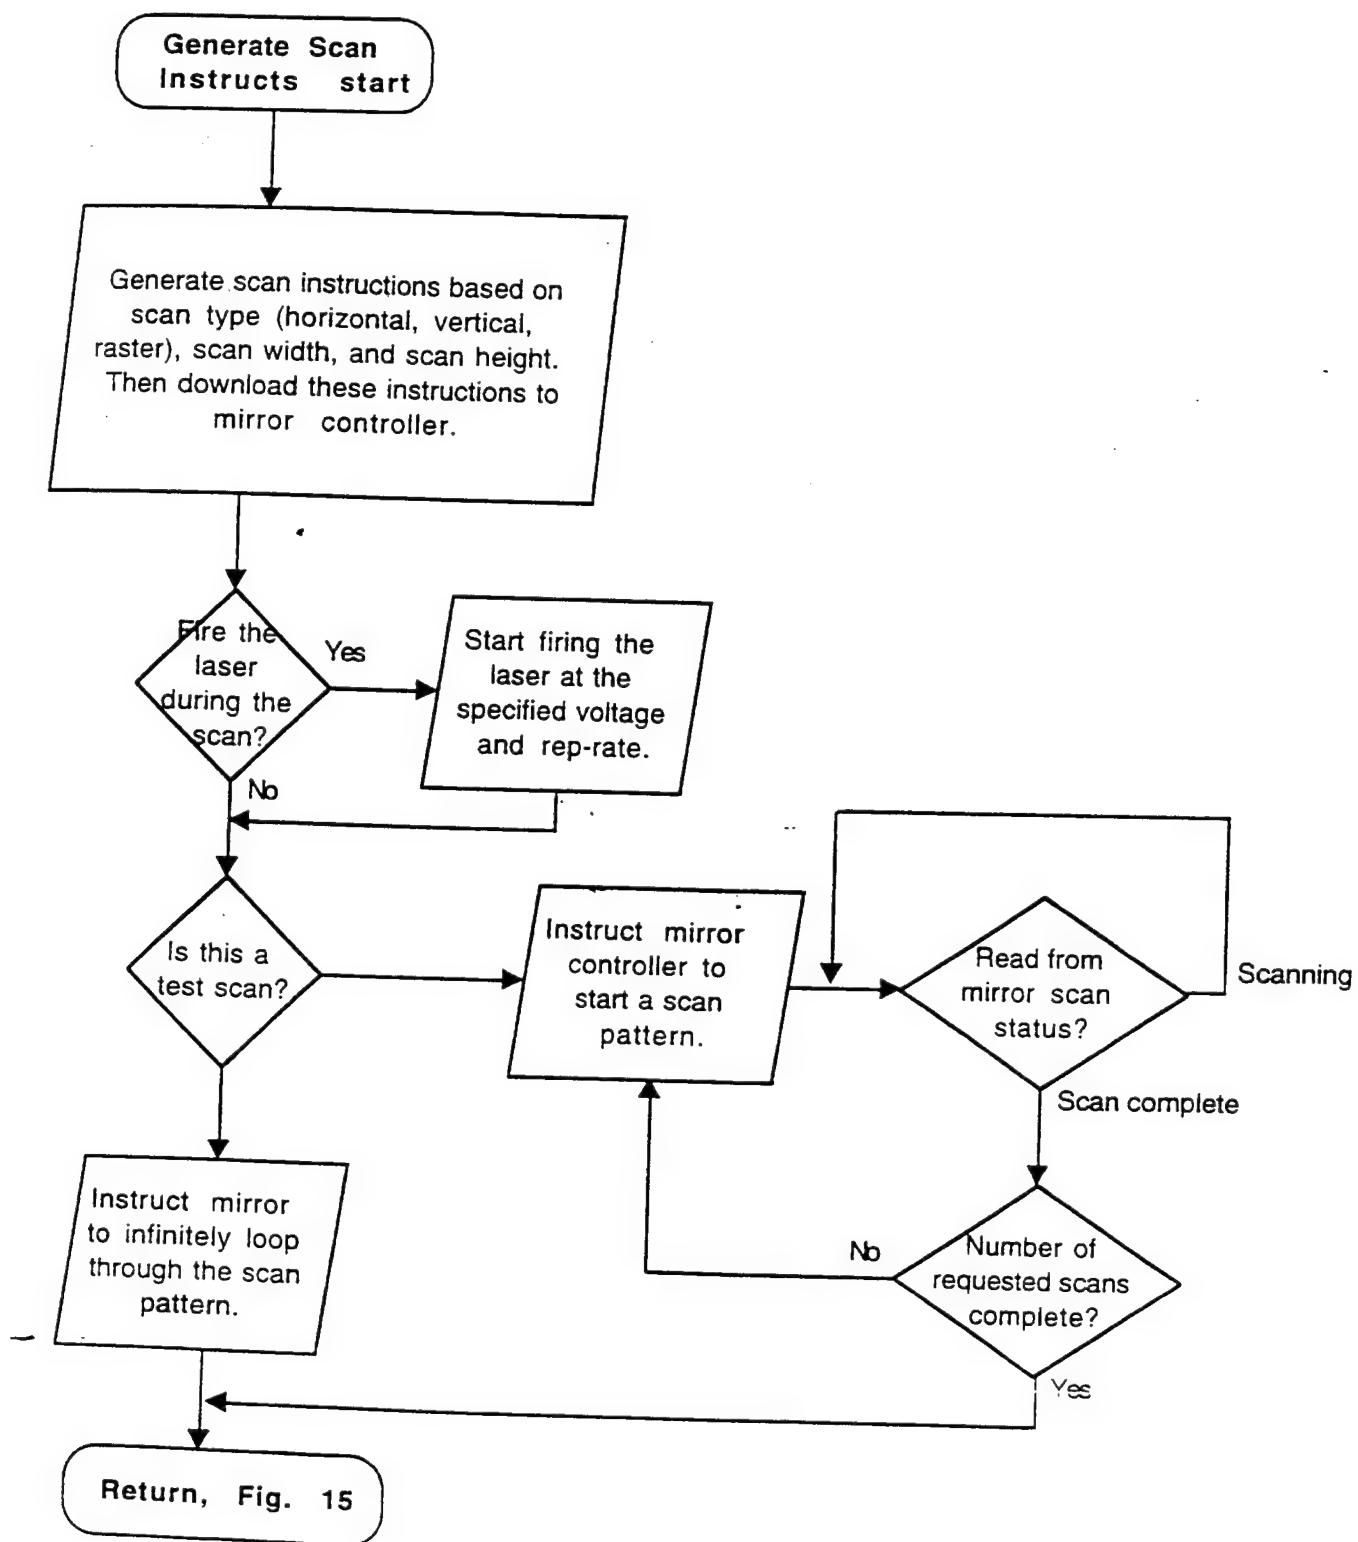 Generate Scan
Instructs start
Generate scan instructions based on
scan type (horizontal, vertical,
raster), scan width, and scan height.
Then download these instructions to
mirror controller.
Fire the
laser
during the
scan?
Yes
Start firing the
laser at the
specified voltage
and rep-rate.
No
Is this a
test scan?
Instruct mirror
controller to
start a scan
pattern.
Read from
mirror scan
status?
Scanning
Scan complete
Instruct mirror
to infinitely loop
through the scan
pattern.
No
Number of
requested scans
complete?
Yes
Return, Fig. 15